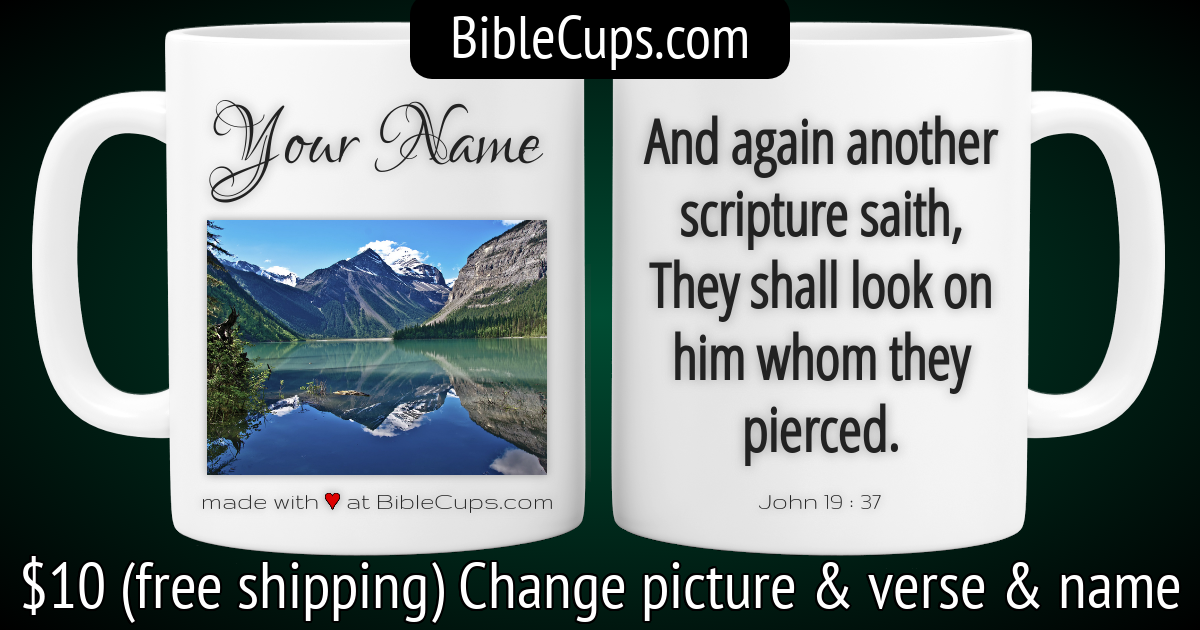 BibleCups.com
Your Name
made with ♥ at BibleCups.com
And again another
scripture saith,
They shall look on
him whom they
pierced.
John 19 : 37
$10 (free shipping) Change picture & verse & name